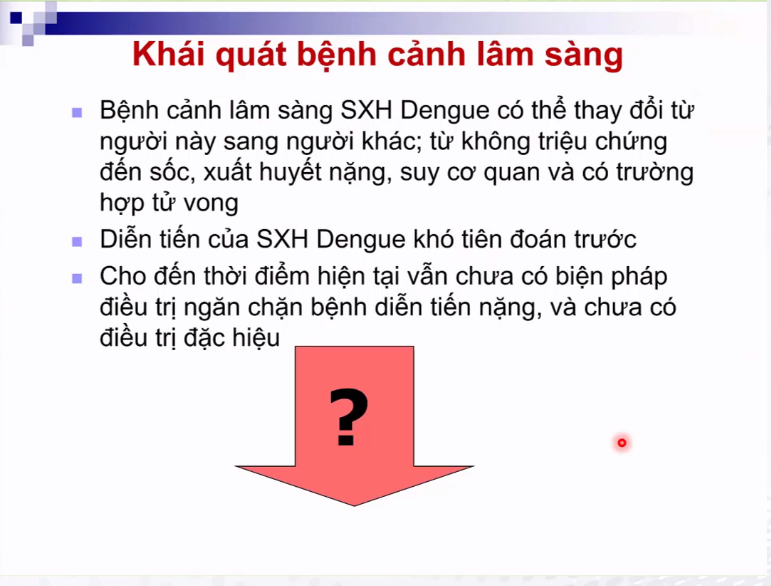 Khái quát bệnh cảnh lâm sàng
Bệnh cảnh lâm sàng SXH Dengue có thể thay đổi từ
người này sang người khác; từ không triệu chứng
đến sốc, xuất huyết nặng, suy cơ quan và có trường
hợp tử vong
Diễn tiến của SXH Dengue khó tiên đoán trước
Cho đến thời điểm hiện tại vẫn chưa có biện pháp
điều trị ngăn chặn bệnh diễn tiến nặng, và chưa có
điều trị đặc hiệu
?